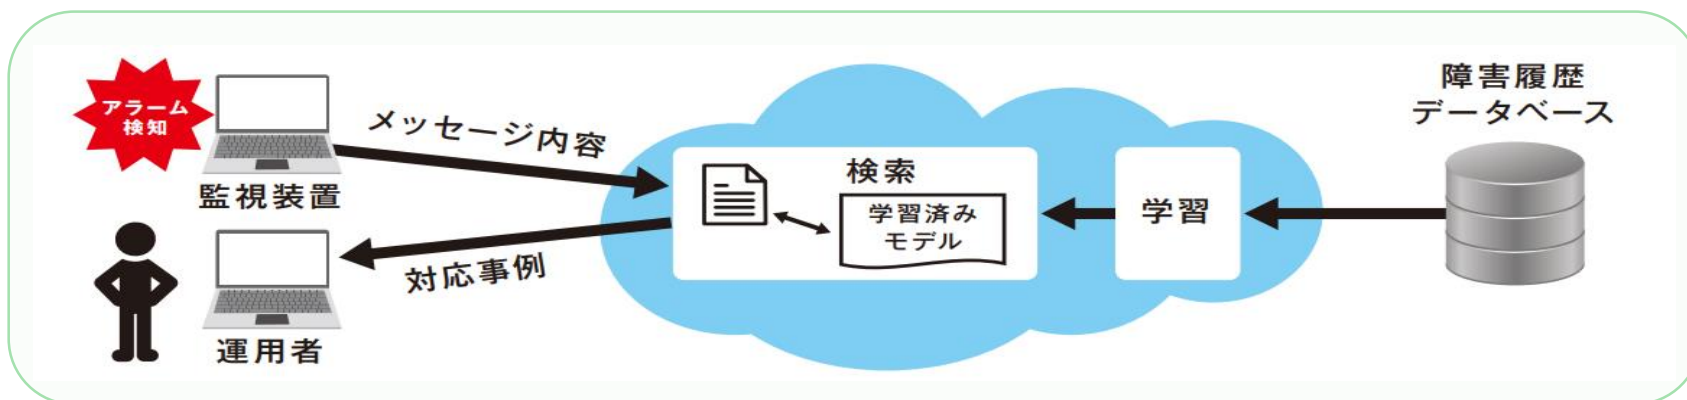 アラーム
検知
監視装置
メッセージ内容
対応事例
運用者
検索
学習済み
モデル
学習
障害履歴
データベース